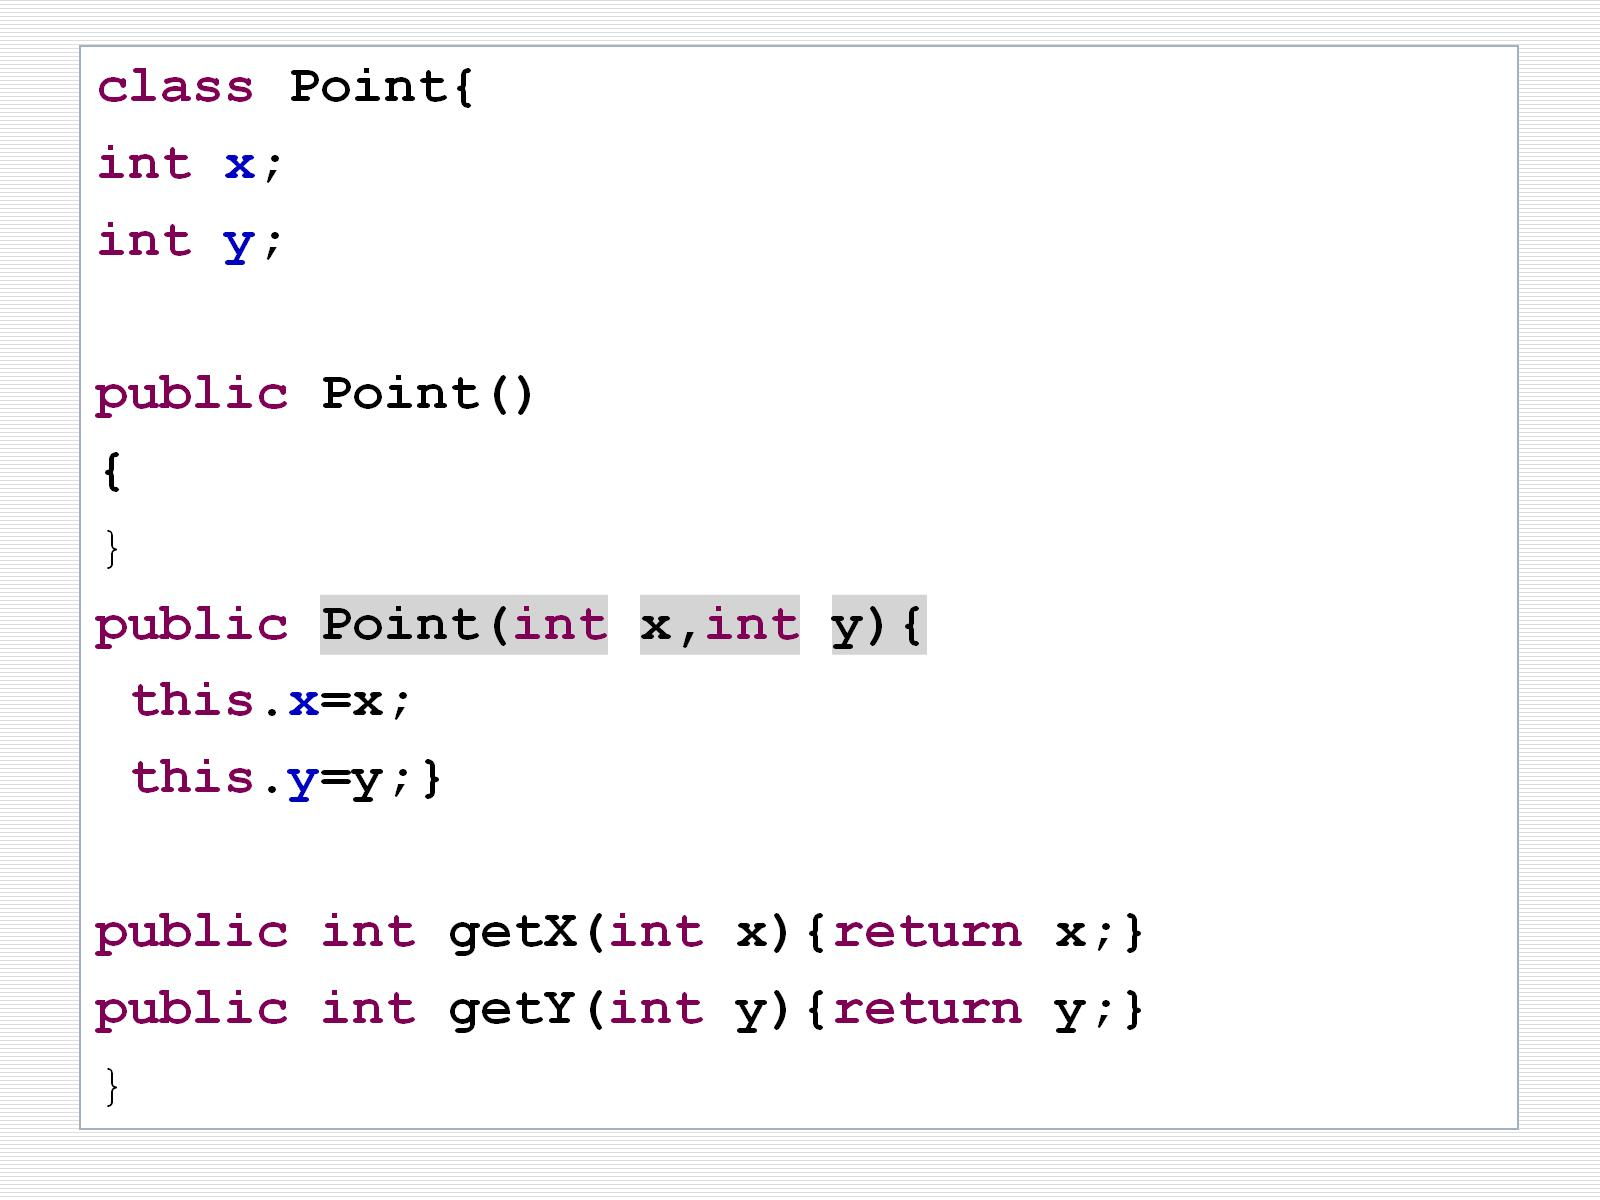 class Point{
int x;
int y;
public Point()
{
}
public Point(int x,int y){
this.x=x;
this.y=y;}
public int getX(int x){return x;}
public int getY(int y){return y;}
}